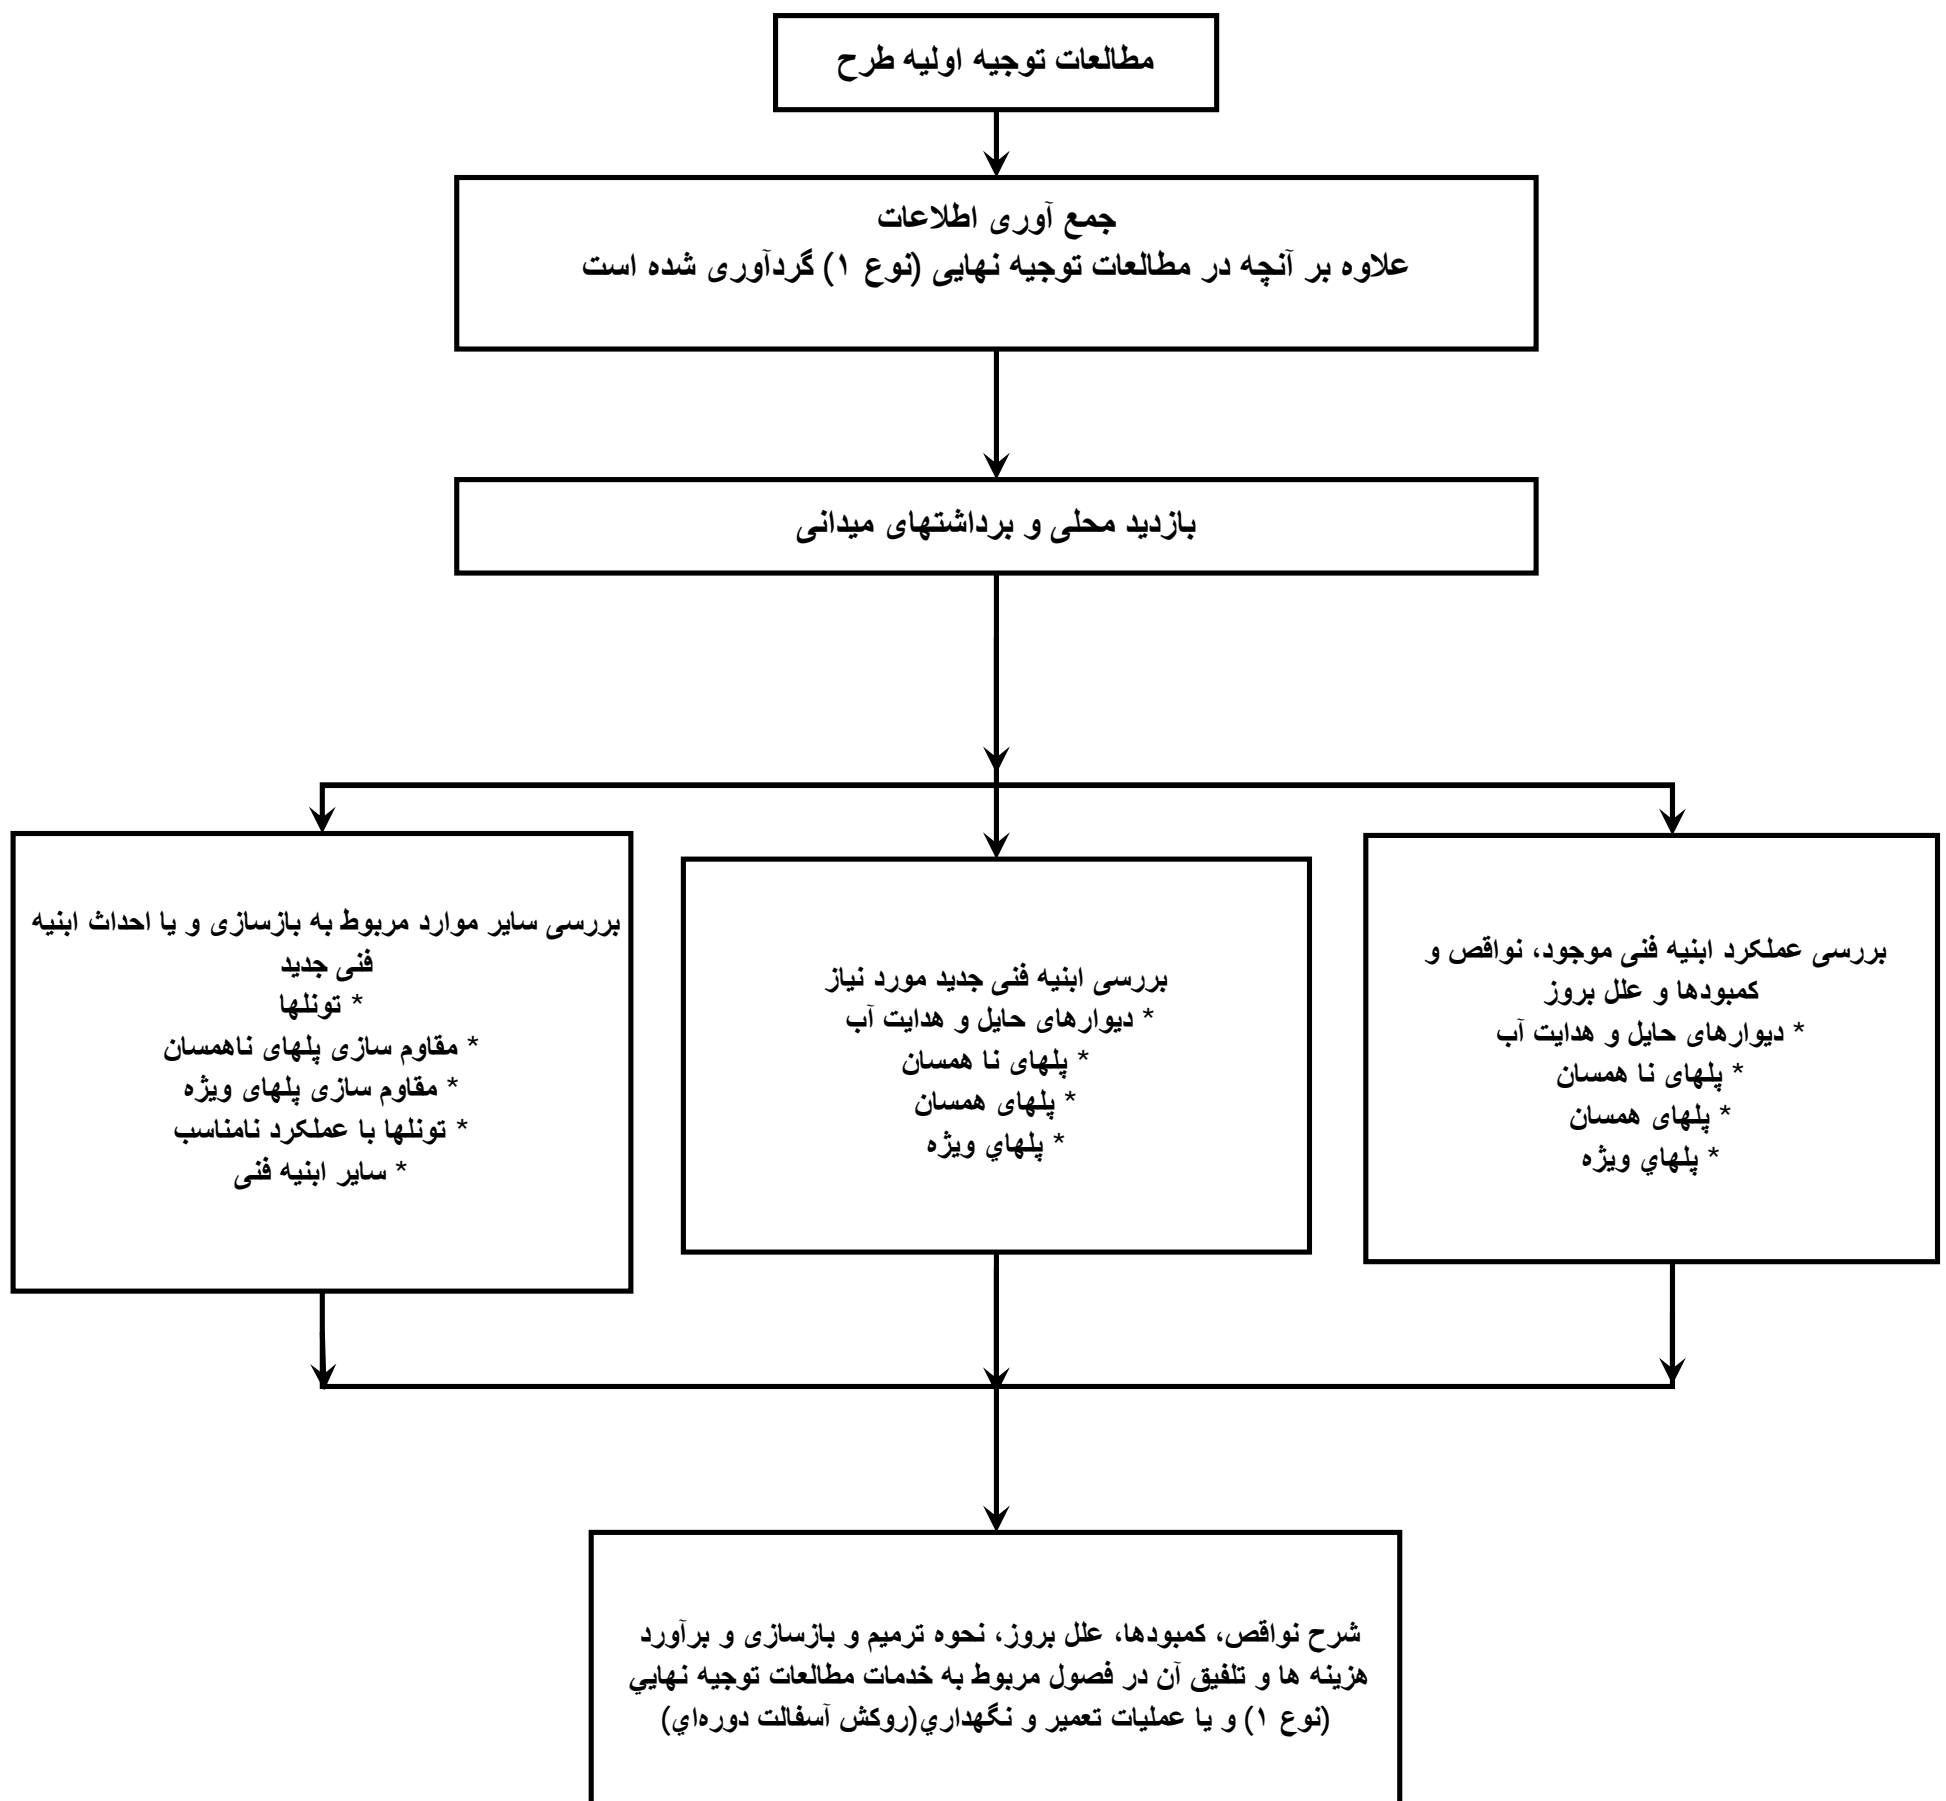 مطالعات توجیه اولیه طرح
جمع آوری اطلاعات
علاوه بر آنچه در مطالعات توجیه نهایی (نوع ۱) گردآوری شده است
بازدید محلی و برداشتهای میدانی
بررسی عملکرد ابنیه فنی موجود، نواقص و
کمبودها و علل بروز
* دیوارهای حایل و هدایت آب
* پلهای نا همسان
* پلهای همسان
* پلهاي ویژه
بررسی ابنیه فنی جدید مورد نیاز
* دیوارهای حایل و هدایت آب
* پلهای نا همسان
* پلهای همسان
* پلهاي ویژه
بررسی سایر موارد مربوط به بازسازی و یا احداث ابنیه
فنی جدید
* تونلها
* مقاوم سازی پلهای ناهمسان
* مقاوم سازی پلهای ویژه
* تونلها با عملکرد نامناسب
* سایر ابنیه فنی
شرح نواقص، کمبودها، علل بروز، نحوه ترمیم و بازسازی و برآورد
هزینه ها و تلفیق آن در فصول مربوط به خدمات مطالعات توجیه نهايي
(نوع ۱) و یا عملیات تعمیر و نگهداري(روکش آسفالت دوره‌اي)